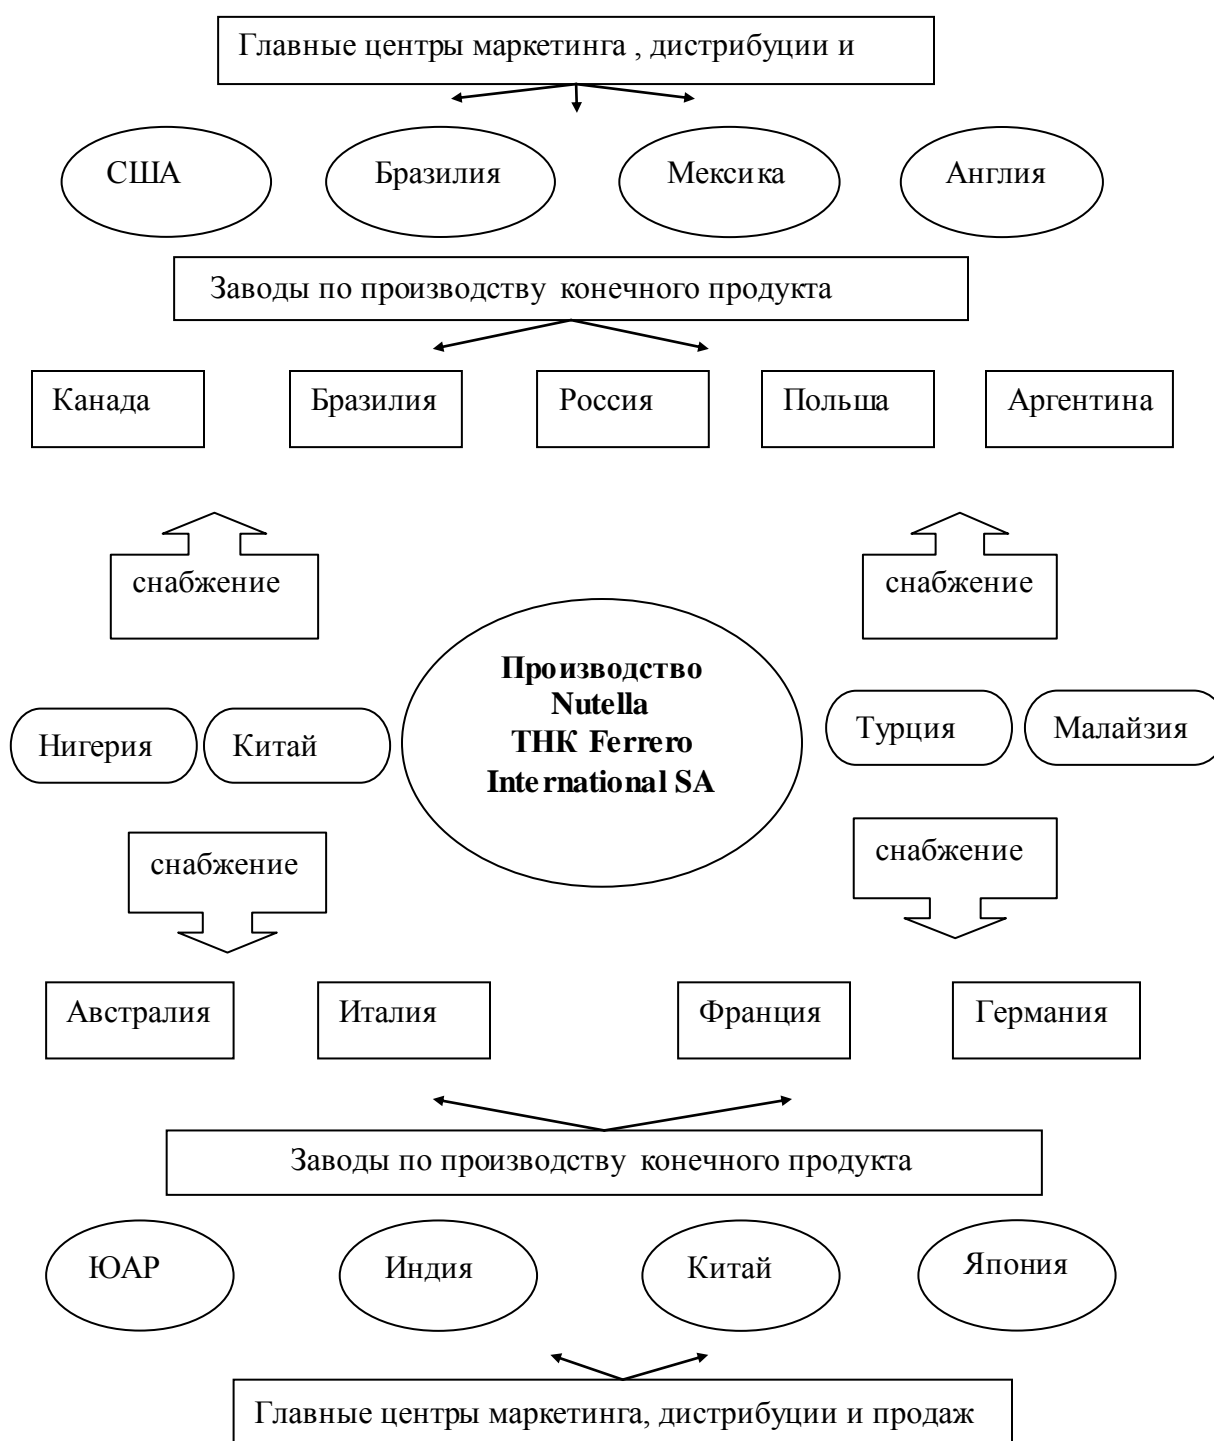 Главные центры маркетинга , дистрибуции и
США
Бразилия
Мексика
Англия
Заводы по производству конечного продукта
Канада
Бразилия
Россия
Польша
Аргентина
снабжение
снабжение
Производство
Nutella
ТНК Ferrero
International SA
Нигерия
Китай
Турция
Малайзия
снабжение
снабжение
Австралия
Италия
Франция
Германия
Заводы по производству конечного продукта
ЮАР
Индия
Китай
Япония
Главные центры маркетинга, дистрибуции и продаж